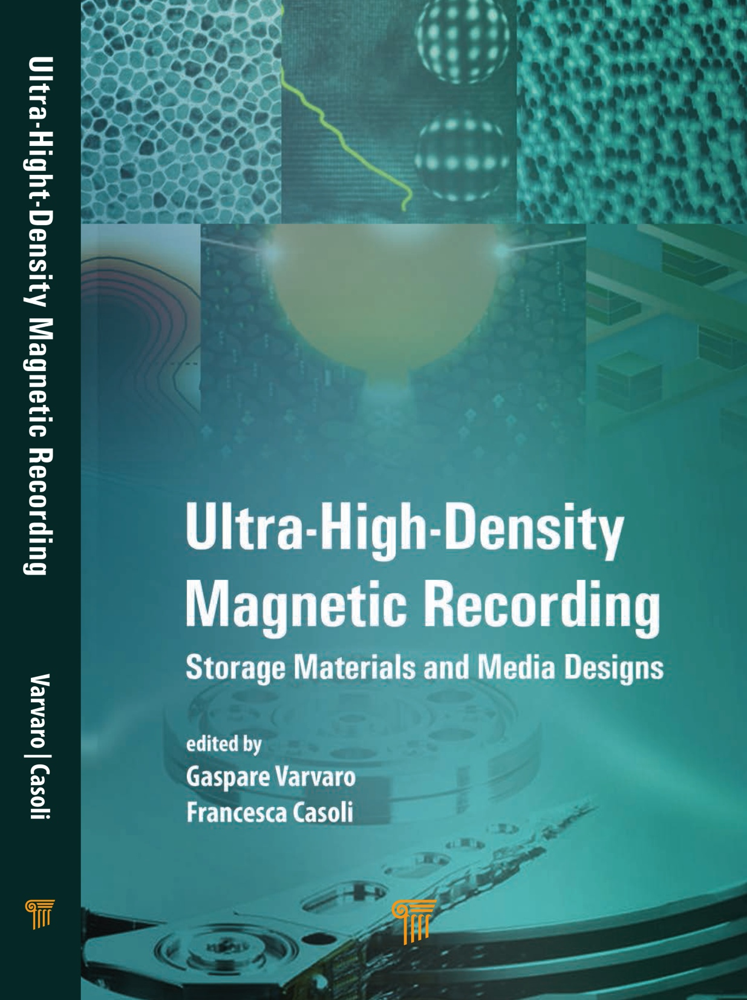 Ultra-Hight-Density Magnetic Recording
Varvaro | Casoli
Ultra-High-Density
Magnetic Recording
Storage Materials and Media Designs
edited by
Gaspare Varvaro
Francesca Casoli